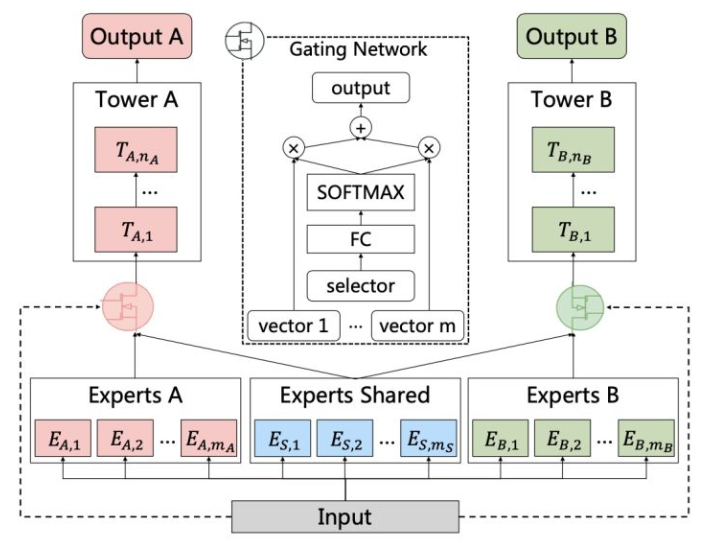 Output A
Gating Network
Output B
Tower A
output
Tower B
+
T_{A,n_A}
×
×
T_{B,n_B}
...
SOFTMAX
...
T_{A,1}
FC
T_{B,1}
selector
vector 1 ... vector m
Experts A
Experts Shared
Experts B
E_{A,1} E_{A,2} ... E_{A,m_A}
E_{S,1} E_{S,2} ... E_{S,m_S}
E_{B,1} E_{B,2} ... E_{B,m_B}
Input